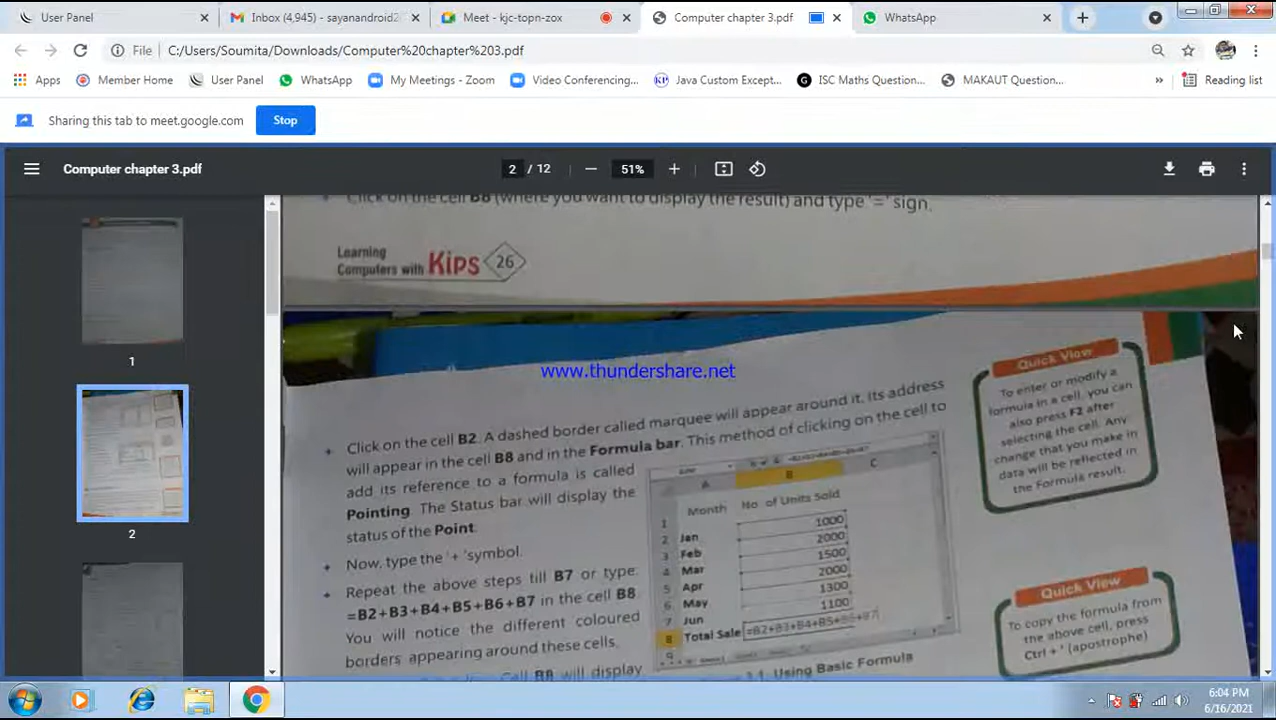 User Panel
Inbox (4,945) - sayanandroid2
Meet - kjc-topn-zox
Computer chapter 3.pdf
WhatsApp
File
C:/Users/Soumita/Downloads/Computer%20chapter%203.pdf
Apps
Member Home
User Panel
WhatsApp
My Meetings - Zoom
Video Conferencing...
Java Custom Except...
ISC Maths Question...
MAKAUT Question...
»
Reading list
Sharing this tab to meet.google.com
Stop
Computer chapter 3.pdf
2 / 12
51%
1
2
Click on the cell B8 (where you want to display the result) and type '=' sign.
Learning
Computers with Kips 26
www.thundershare.net
• Click on the cell B2. A dashed border called marquee will appear around it. Its address
will appear in the cell B8 and in the Formula bar. This method of clicking on the cell to
add its reference to a formula is called
Pointing. The Status bar will display the
status of the Point.
• Now, type the '+ 'symbol.
• Repeat the above steps till B7 or type
=B2+B3+B4+B5+B6+B7 in the cell B8
You will notice the different coloured
borders appearing around these cells.
Cell B8 will display
A B C
1 Month No of Units Sold
2 Jan 1000
3 Feb 2000
4 Mar 1500
5 Apr 2000
6 May 1300
7 Jun 1100
8 Total Sale =B2+B3+B4+B5+B6+B7
9
3.1. Using Basic Formula
Quick View
To enter or modify a
formula in a cell, you can
also press F2 after
selecting the cell. Any
change that you make in
data will be reflected in
the Formula result.
Quick View
To copy the formula from
the above cell, press
Ctrl + ' (apostrophe)
6:04 PM
6/16/2021